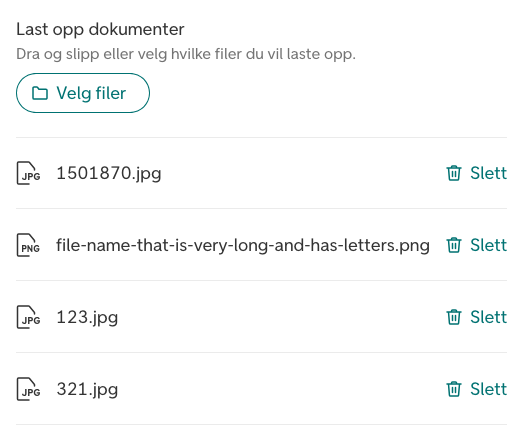 Last opp dokumenter
Dra og slipp eller velg hvilke filer du vil laste opp.
Velg filer
JPG 1501870.jpg Slett
PNG file-name-that-is-very-long-and-has-letters.png Slett
JPG 123.jpg Slett
JPG 321.jpg Slett